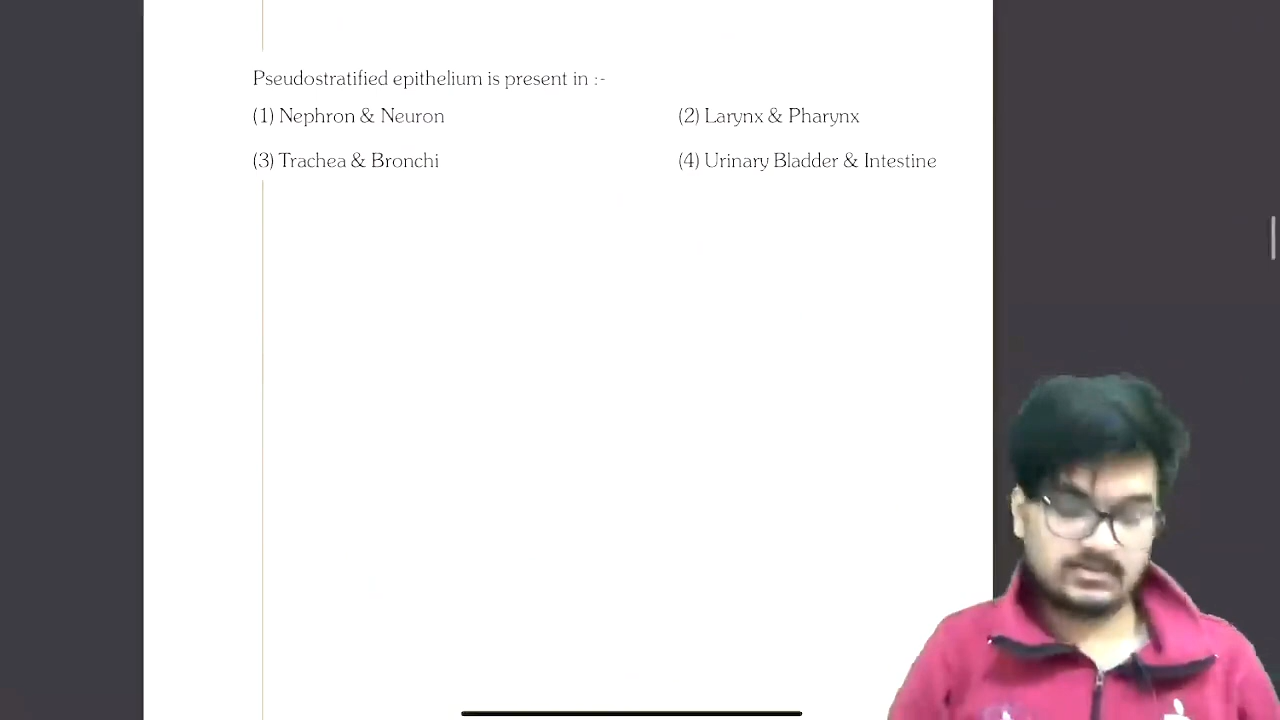 Pseudostratified epithelium is present in :-
(1) Nephron & Neuron (2) Larynx & Pharynx
(3) Trachea & Bronchi (4) Urinary Bladder & Intestine